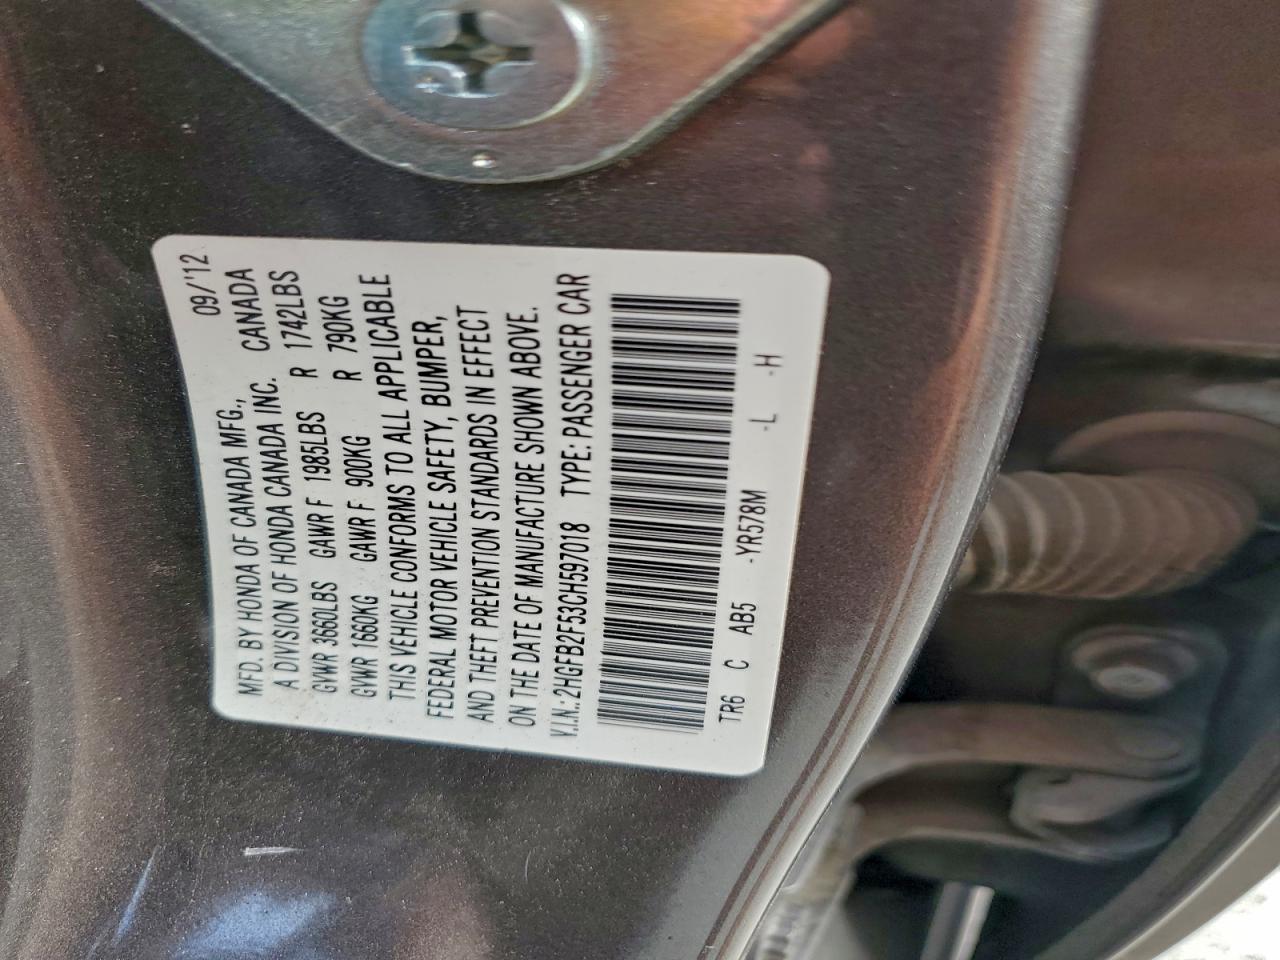 09/'12
MFD. BY HONDA OF CANADA MFG.,
A DIVISION OF HONDA CANADA INC. CANADA
GVWR 3660LBS GAWR F 1985LBS R 1742LBS
GVWR 1660KG GAWR F 900KG R 790KG
THIS VEHICLE CONFORMS TO ALL APPLICABLE
FEDERAL MOTOR VEHICLE SAFETY, BUMPER,
AND THEFT PREVENTION STANDARDS IN EFFECT
ON THE DATE OF MANUFACTURE SHOWN ABOVE.
V.I.N.: 2HGFB2F53CH597018 TYPE: PASSENGER CAR
TR6 C AB5 -YR578M -L -H